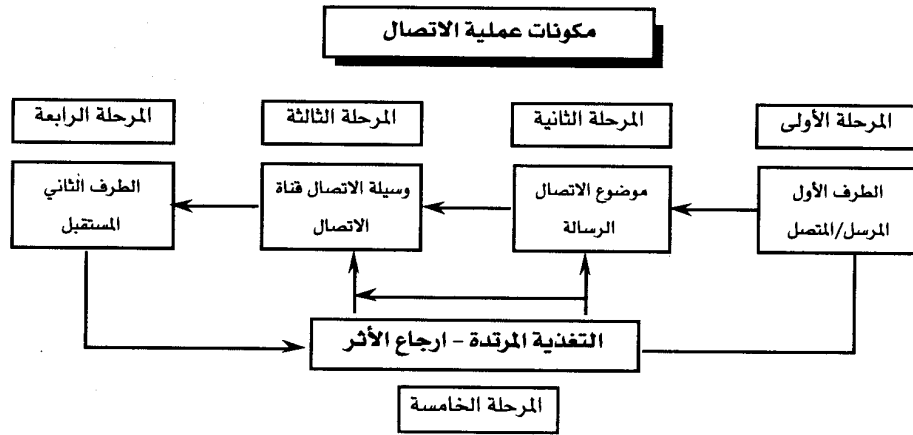 مكونات عملية الاتصال
المرحلة الأولى
المرحلة الثانية
المرحلة الثالثة
المرحلة الرابعة
الطرف الأول
المرسل/المتصل
موضوع الاتصال
الرسالة
وسيلة الاتصال قناة
الاتصال
الطرف الثاني
المستقبل
التغذية المرتدة – ارجاع الأثر
المرحلة الخامسة